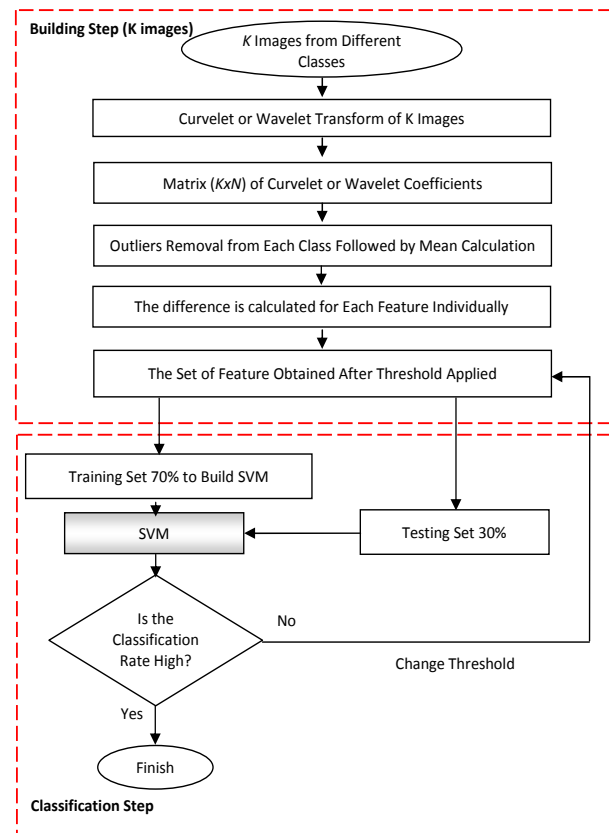 Building Step (K images)
K Images from Different
Classes
Curvelet or Wavelet Transform of K Images
Matrix (KxN) of Curvelet or Wavelet Coefficients
Outliers Removal from Each Class Followed by Mean Calculation
The difference is calculated for Each Feature Individually
The Set of Feature Obtained After Threshold Applied
Training Set 70% to Build SVM
SVM
Testing Set 30%
Is the
Classification
Rate High?
No
Change Threshold
Yes
Finish
Classification Step